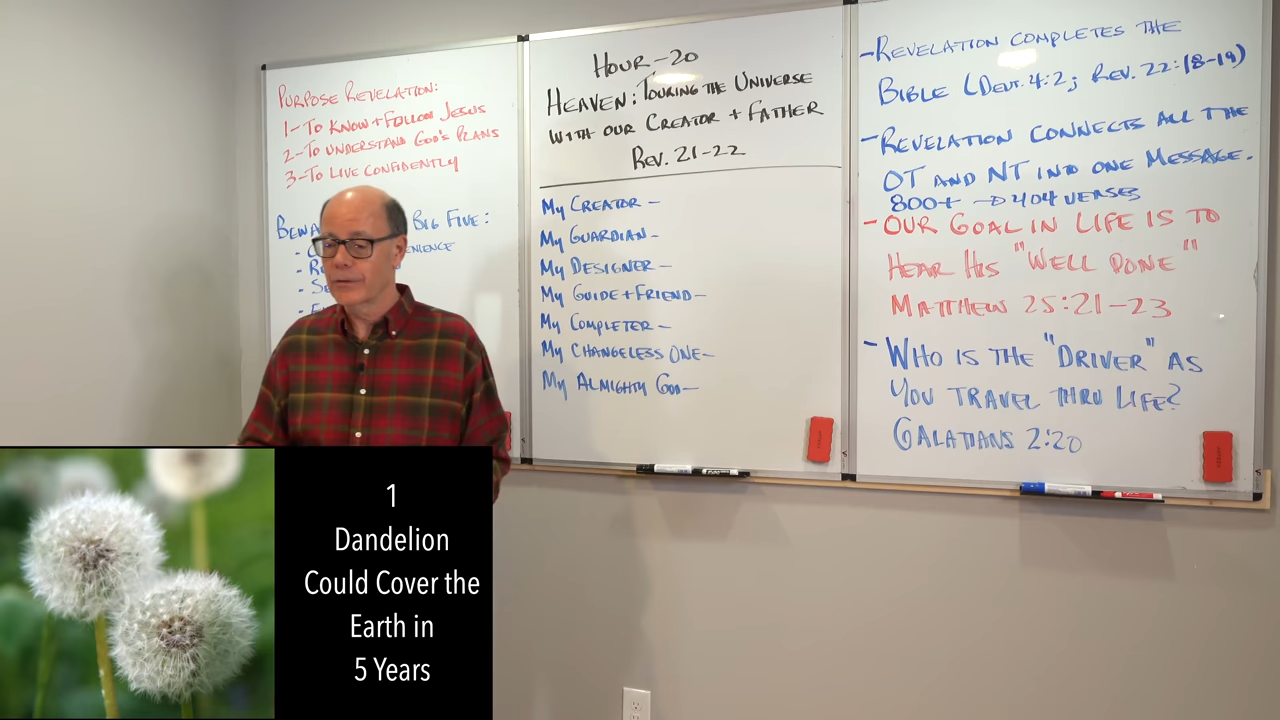 PURPOSE REVELATION:
1-TO KNOW+FOLLOW JESUS
2-TO UNDERSTAND GOD'S PLANS
3-TO LIVE CONFIDENTLY
BIG FIVE:
HOUR-20
HEAVEN: TOURING THE UNIVERSE
WITH OUR CREATOR + FATHER
REV. 21-22
MY CREATOR -
MY GUARDIAN-
MY DESIGNER-
MY GUIDE+FRIEND-
MY COMPLETER-
MY CHANGELESS ONE-
MY ALMIGHTY GOD-
-REVELATION COMPLETES THE
BIBLE (DEUT. 4:2; REV. 22:18-19)
-REVELATION CONNECTS ALL THE
OT AND NT INTO ONE MESSAGE.
800+ → 404 VERSES
-OUR GOAL IN LIFE IS TO
HEAR HIS "WELL DONE"
MATTHEW 25:21-23
-WHO IS THE "DRIVER" AS
YOU TRAVEL THRU LIFE?
GALATIANS 2:20
1
Dandelion
Could Cover the
Earth in
5 Years